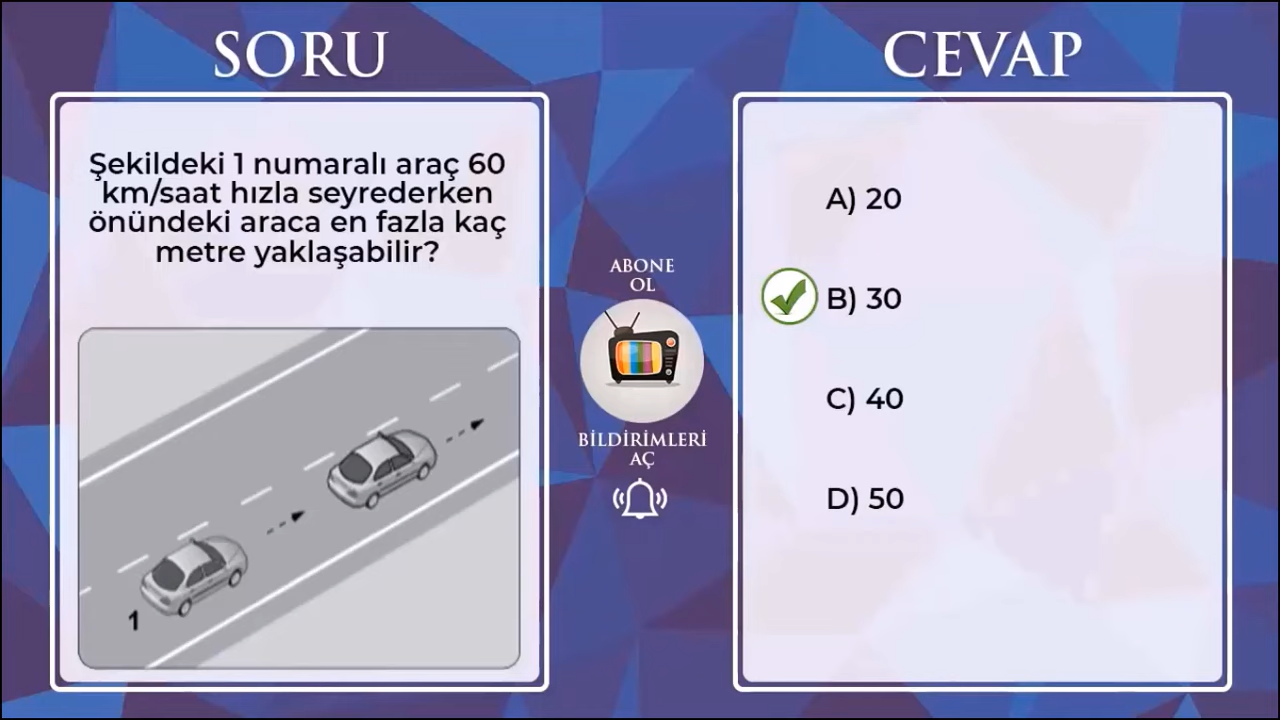 SORU
Şekildeki 1 numaralı araç 60
km/saat hızla seyrederken
önündeki araca en fazla kaç
metre yaklaşabilir?
1
ABONE
OL
BİLDİRİMLERİ
AÇ
CEVAP
A) 20
B) 30
C) 40
D) 50